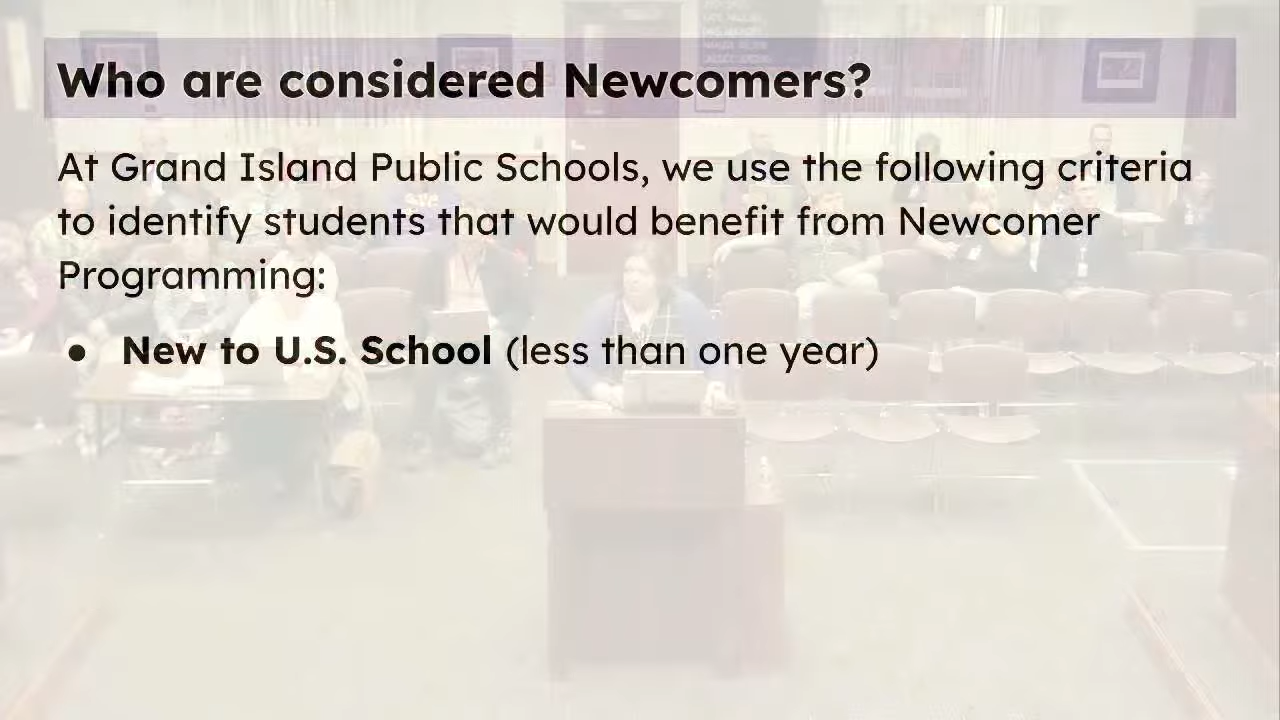 Who are considered Newcomers?
At Grand Island Public Schools, we use the following criteria
to identify students that would benefit from Newcomer
Programming:
● New to U.S. School (less than one year)